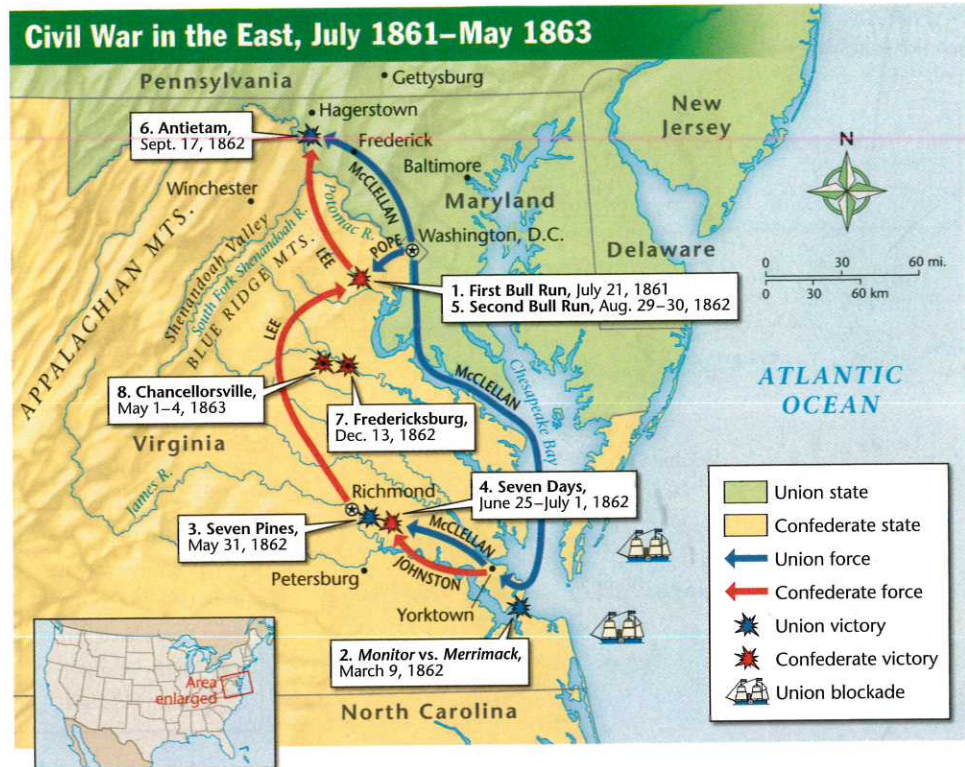 Civil War in the East, July 1861–May 1863
Pennsylvania
Gettysburg
Hagerstown
New
Jersey
6. Antietam,
Sept. 17, 1862
Frederick
Baltimore
N
Winchester
McCLELLAN
Maryland
APPALACHIAN MTS.
Shenandoah Valley
South Fork Shenandoah R.
BLUE RIDGE MTS.
Potomac R.
LEE
POPE
Washington, D.C.
Delaware
0 30 60 mi.
0 30 60 km
1. First Bull Run, July 21, 1861
5. Second Bull Run, Aug. 29–30, 1862
LEE
McCLELLAN
Chesapeake Bay
ATLANTIC
OCEAN
8. Chancellorsville,
May 1–4, 1863
7. Fredericksburg,
Dec. 13, 1862
Virginia
James R.
Richmond
4. Seven Days,
June 25–July 1, 1862
3. Seven Pines,
May 31, 1862
McCLELLAN
JOHNSTON
Petersburg
Yorktown
2. Monitor vs. Merrimack,
March 9, 1862
North Carolina
Area
enlarged
Union state
Confederate state
Union force
Confederate force
Union victory
Confederate victory
Union blockade